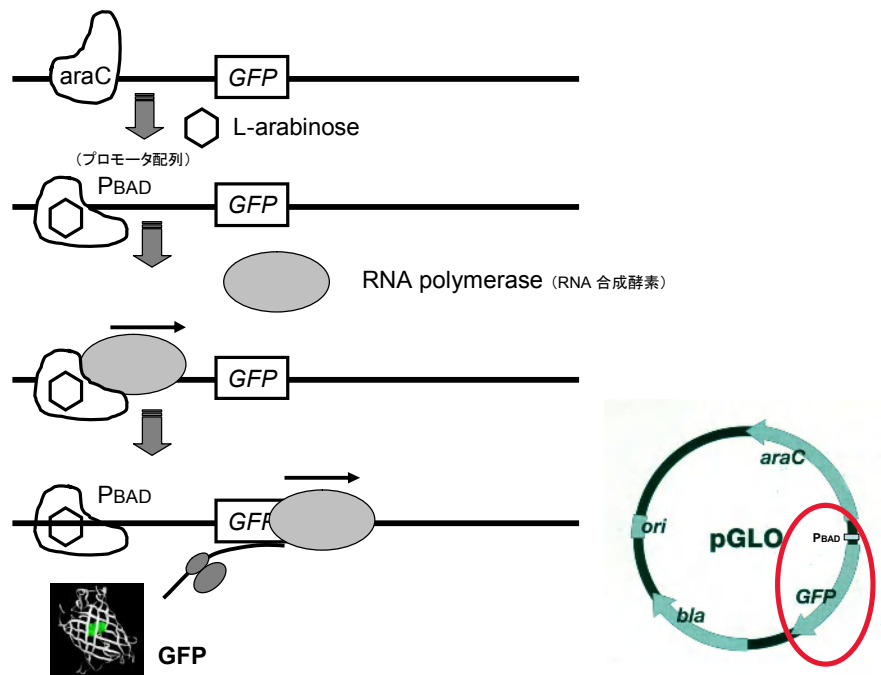 araC
GFP
L-arabinose
（プロモータ配列）
PBAD
GFP
RNA polymerase（RNA 合成酵素）
GFP
PBAD
GFP
GFP
araC
ori
pGLO
PBAD
GFP
bla